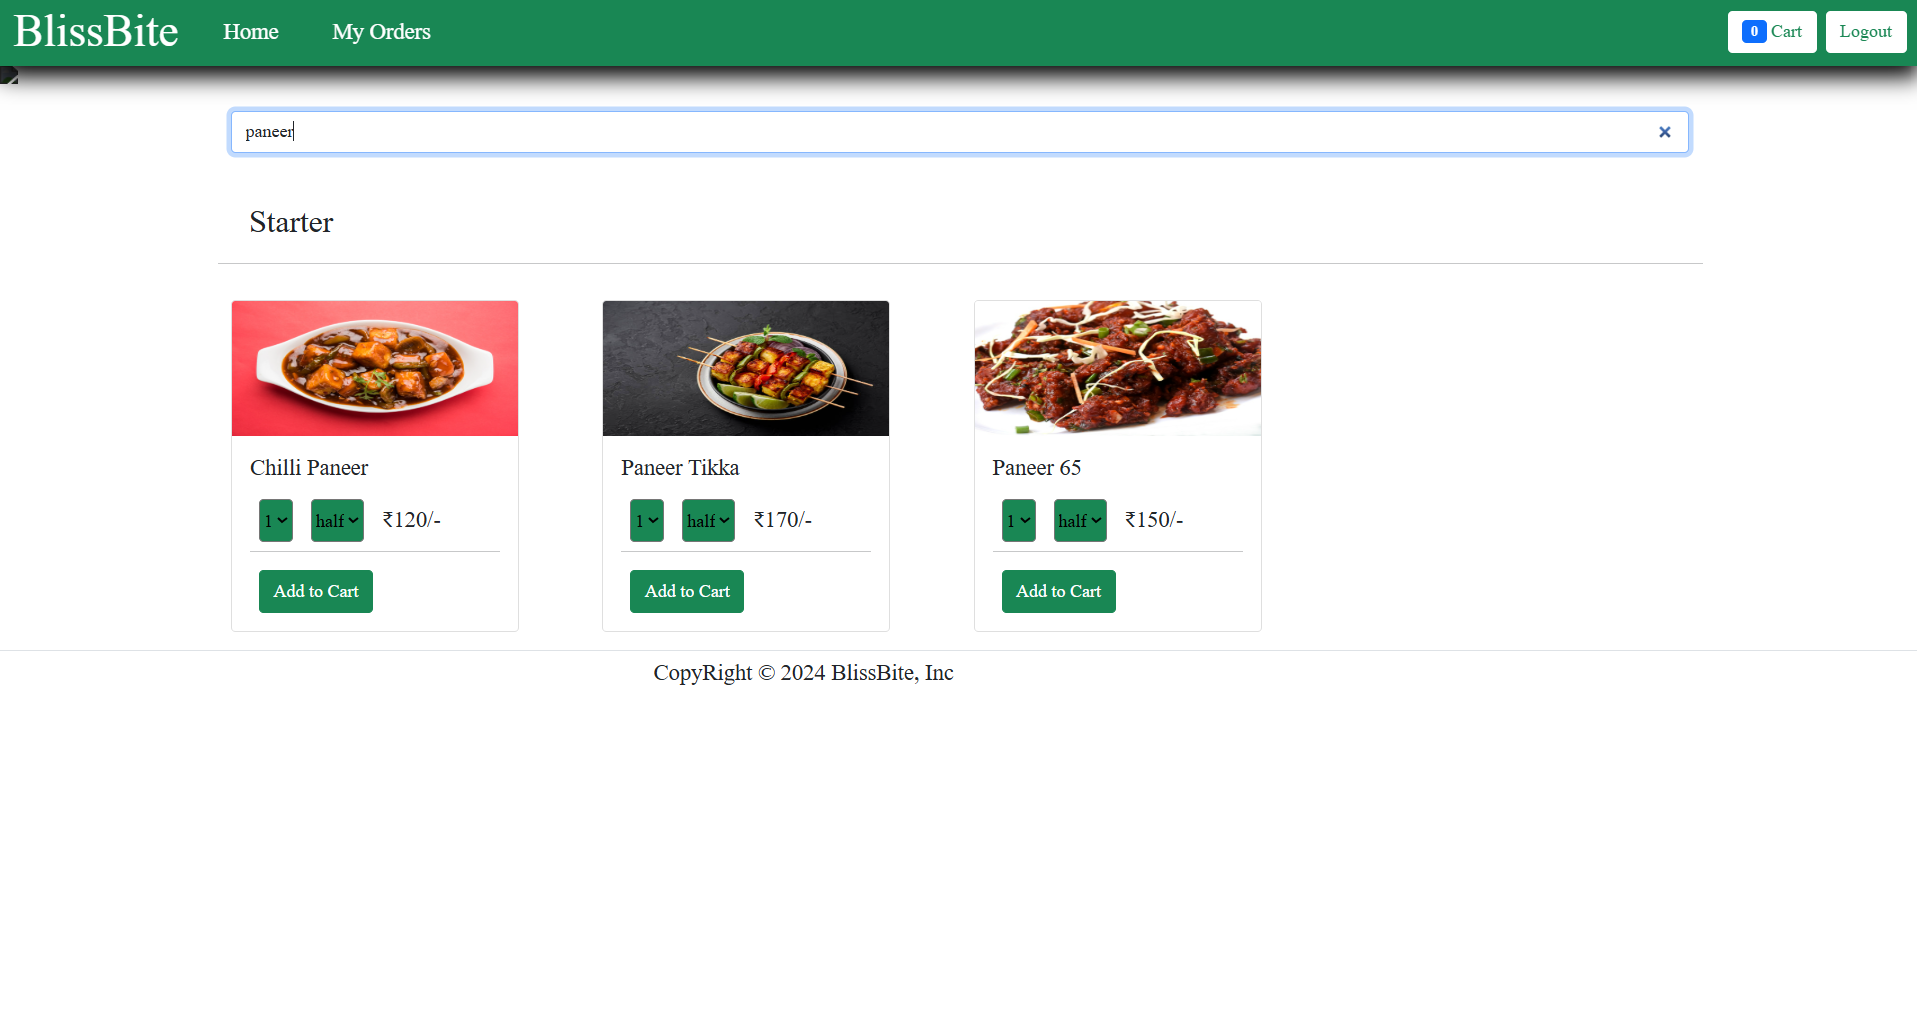 BlissBite Home My Orders 0 Cart Logout
paneer
Starter
Chilli Paneer
1 half ₹120/-
Add to Cart
Paneer Tikka
1 half ₹170/-
Add to Cart
Paneer 65
1 half ₹150/-
Add to Cart
CopyRight © 2024 BlissBite, Inc